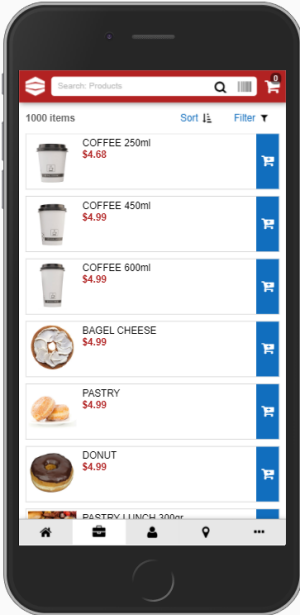 Search: Products
0
1000 items
Sort
Filter
COFFEE 250ml
$4.68
COFFEE 450ml
$4.99
COFFEE 600ml
$4.99
BAGEL CHEESE
$4.99
PASTRY
$4.99
DONUT
$4.99
PASTRY LUNCH 300gr